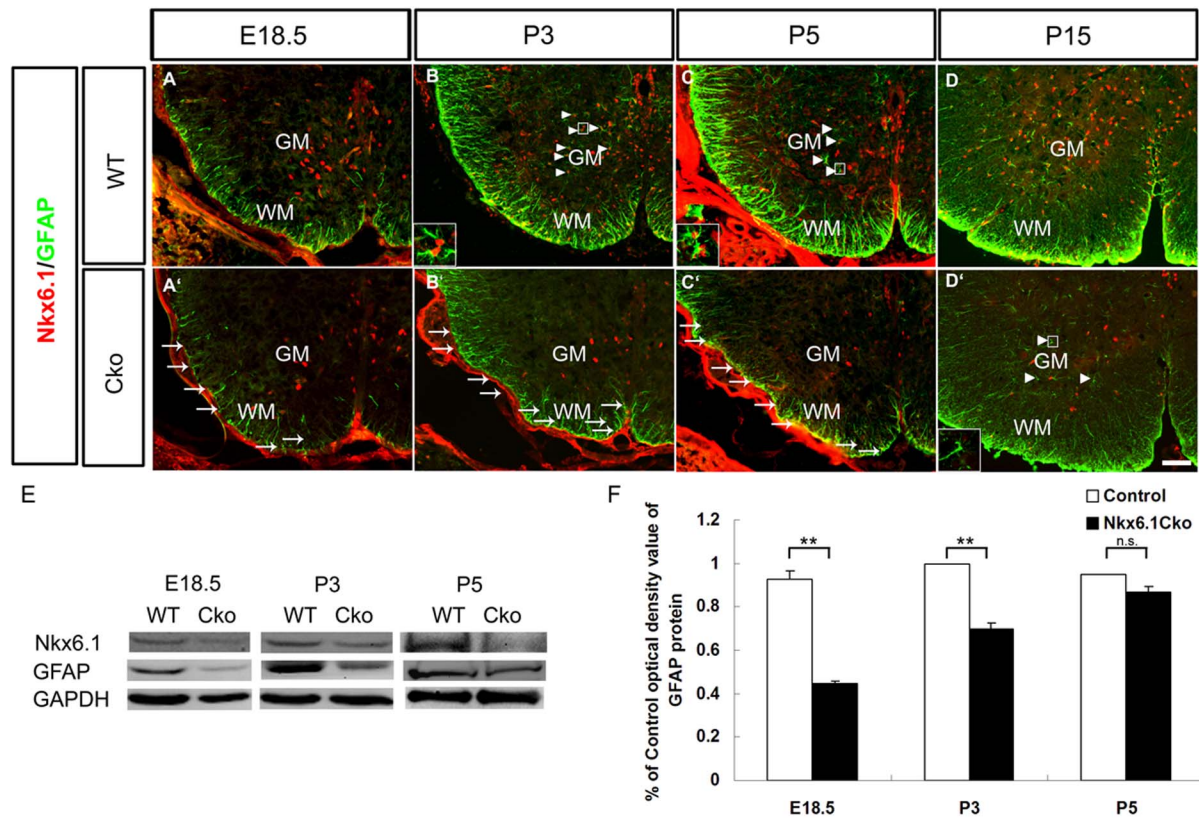 E18.5 P3 P5 P15
Nkx6.1/GFAP
WT
A GM WM
B GM WM
C GM WM
D GM WM
Cko
A' GM WM
B' GM WM
C' GM WM
D' GM WM
E
E18.5 P3 P5
WT Cko WT Cko WT Cko
Nkx6.1
GFAP
GAPDH
F
Control
Nkx6.1Cko
% of Control optical density value of
GFAP protein
1.2
1
0.8
0.6
0.4
0.2
0
** ** n.s.
E18.5 P3 P5